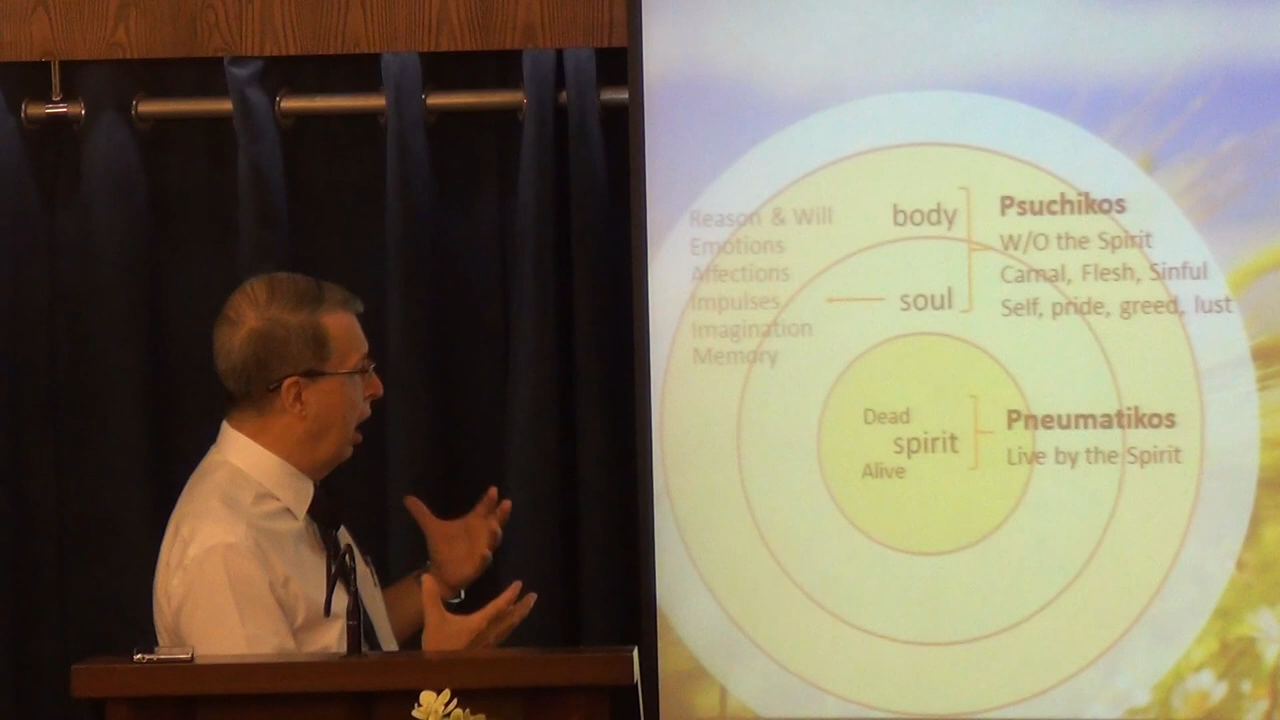 Reason & Will
Emotions
Affections
Impulses
Imagination
Memory
body
soul
Psuchikos
W/O the Spirit
Carnal, Flesh, Sinful
Self, pride, greed, lust
Dead
spirit
Alive
Pneumatikos
Live by the Spirit